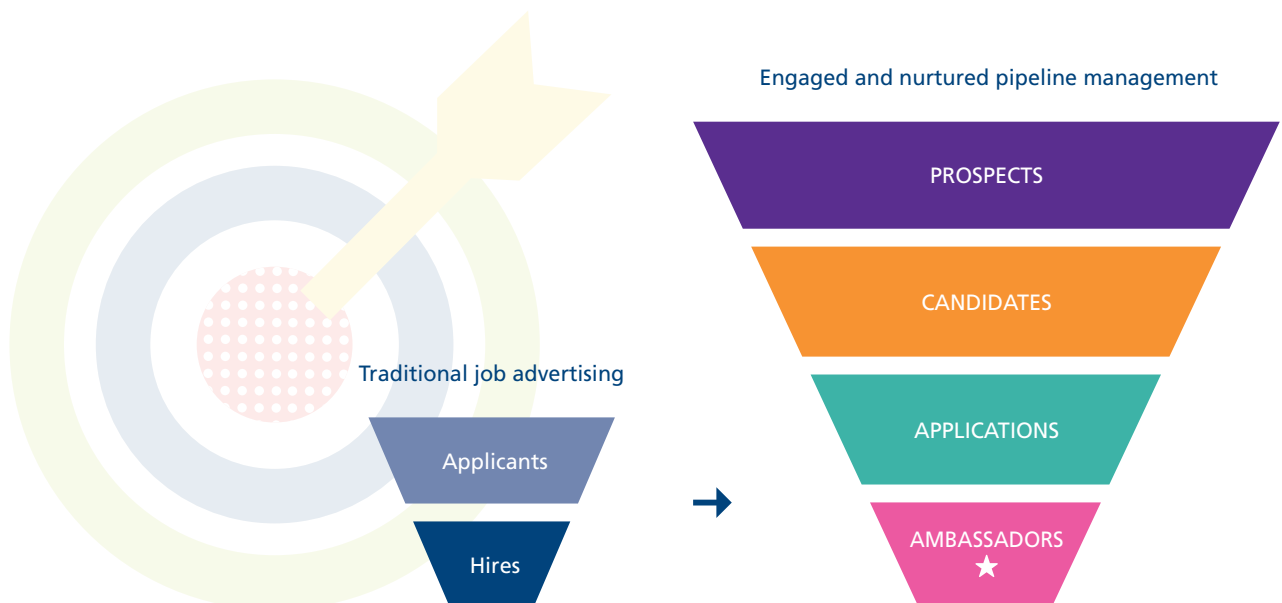 Traditional job advertising
Applicants
Hires
Engaged and nurtured pipeline management
PROSPECTS
CANDIDATES
APPLICATIONS
AMBASSADORS